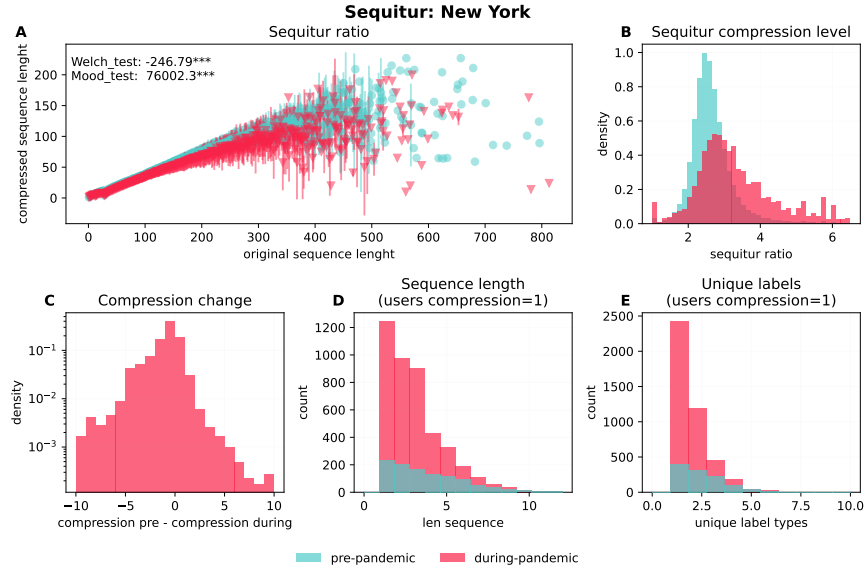 Sequitur: New York
A
Sequitur ratio
Welch_test: -246.79***
Mood_test:  76002.3***
compressed sequence lenght
200
150
100
50
0
0 100 200 300 400 500 600 700 800
original sequence lenght
B
Sequitur compression level
density
1.0
0.8
0.6
0.4
0.2
0.0
2 4 6
sequitur ratio
C
Compression change
density
10⁻¹
10⁻²
10⁻³
−10 −5 0 5 10
compression pre - compression during
D
Sequence length
(users compression=1)
count
1200
1000
800
600
400
200
0
0 5 10
len sequence
E
Unique labels
(users compression=1)
count
2500
2000
1500
1000
500
0
0.0 2.5 5.0 7.5 10.0
unique label types
pre-pandemic during-pandemic